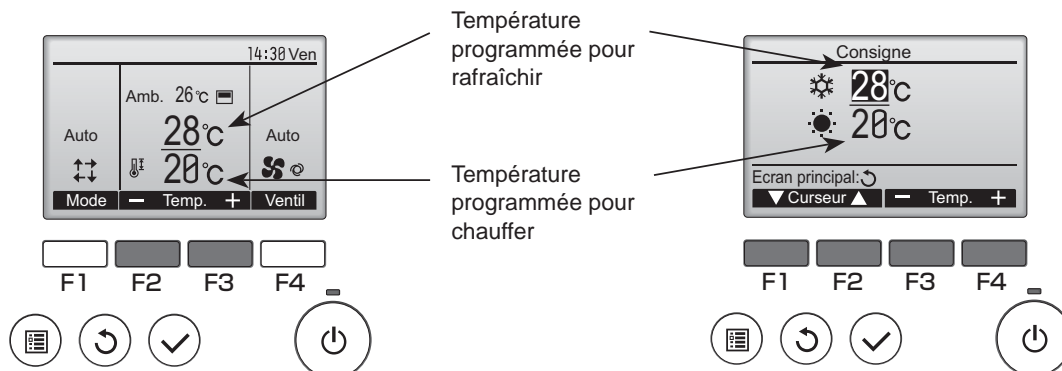 Température
programmée pour
rafraîchir
Température
programmée pour
chauffer
14:30 Ven
Amb. 26°C
Auto 28°C Auto
20°C
Mode − Temp. + Ventil
F1 F2 F3 F4
Consigne
28°C
20°C
Ecran principal:
Curseur − Temp. +
F1 F2 F3 F4